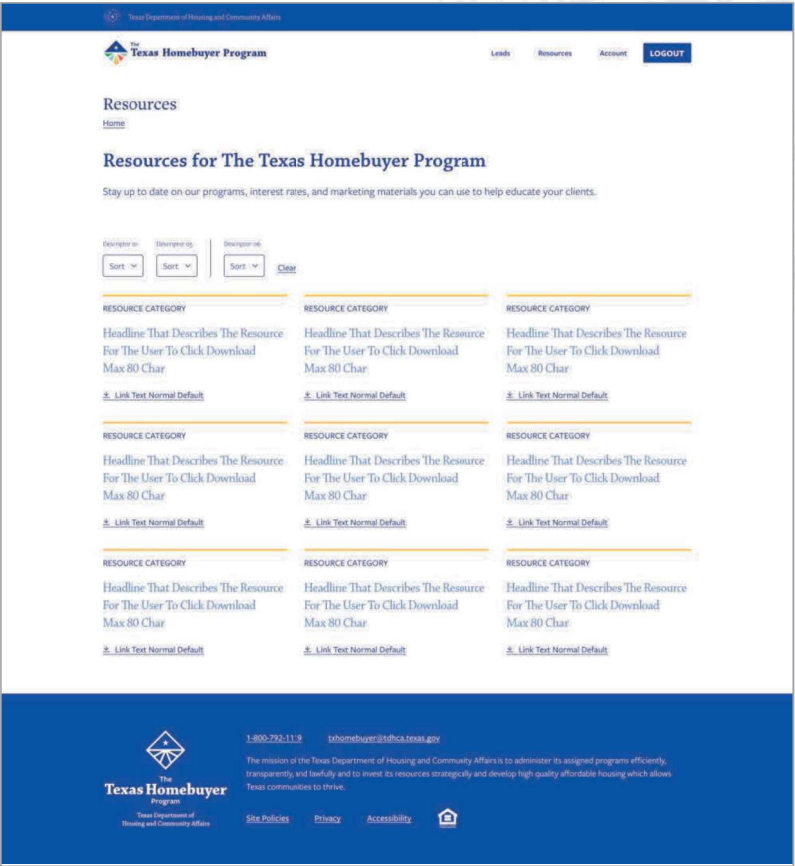 Texas Department of Housing and Community Affairs
The
Texas Homebuyer Program
Leads Resources Account LOGOUT
Resources
Home
Resources for The Texas Homebuyer Program
Stay up to date on our programs, interest rates, and marketing materials you can use to help educate your clients.
Descriptor Descriptor Descriptor
Sort Sort Sort Clear
RESOURCE CATEGORY
Headline That Describes The Resource
For The User To Click Download
Max 80 Char
Link Text Normal Default
RESOURCE CATEGORY
Headline That Describes The Resource
For The User To Click Download
Max 80 Char
Link Text Normal Default
RESOURCE CATEGORY
Headline That Describes The Resource
For The User To Click Download
Max 80 Char
Link Text Normal Default
RESOURCE CATEGORY
Headline That Describes The Resource
For The User To Click Download
Max 80 Char
Link Text Normal Default
RESOURCE CATEGORY
Headline That Describes The Resource
For The User To Click Download
Max 80 Char
Link Text Normal Default
RESOURCE CATEGORY
Headline That Describes The Resource
For The User To Click Download
Max 80 Char
Link Text Normal Default
RESOURCE CATEGORY
Headline That Describes The Resource
For The User To Click Download
Max 80 Char
Link Text Normal Default
RESOURCE CATEGORY
Headline That Describes The Resource
For The User To Click Download
Max 80 Char
Link Text Normal Default
RESOURCE CATEGORY
Headline That Describes The Resource
For The User To Click Download
Max 80 Char
Link Text Normal Default
The
Texas Homebuyer
Program
Texas Department of
Housing and Community Affairs
1-800-792-1119 txhomebuyer@tdhca.texas.gov
The mission of the Texas Department of Housing and Community Affairs is to administer its assigned programs efficiently,
transparently, and lawfully and to invest its resources strategically and develop high quality affordable housing which allows
Texas communities to thrive.
Site Policies Privacy Accessibility